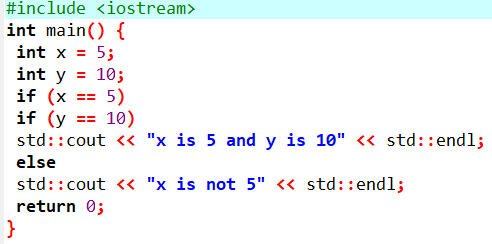 #include <iostream>
int main() {
int x = 5;
int y = 10;
if (x == 5)
if (y == 10)
std::cout << "x is 5 and y is 10" << std::endl;
else
std::cout << "x is not 5" << std::endl;
return 0;
}